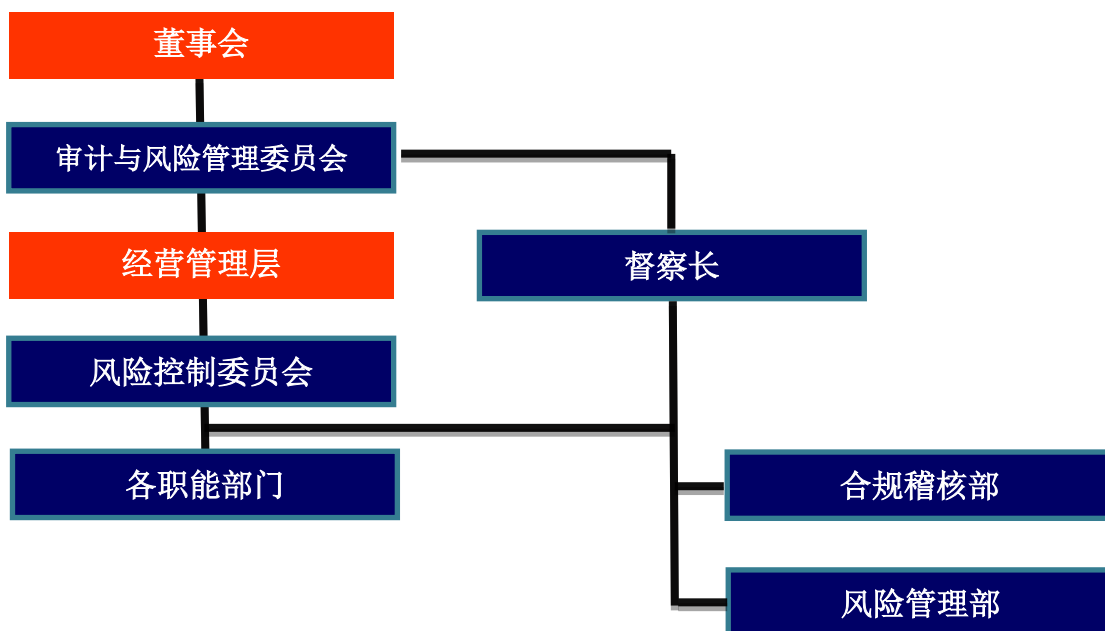 董事会
审计与风险管理委员会
经营管理层
督察长
风险控制委员会
各职能部门
合规稽核部
风险管理部